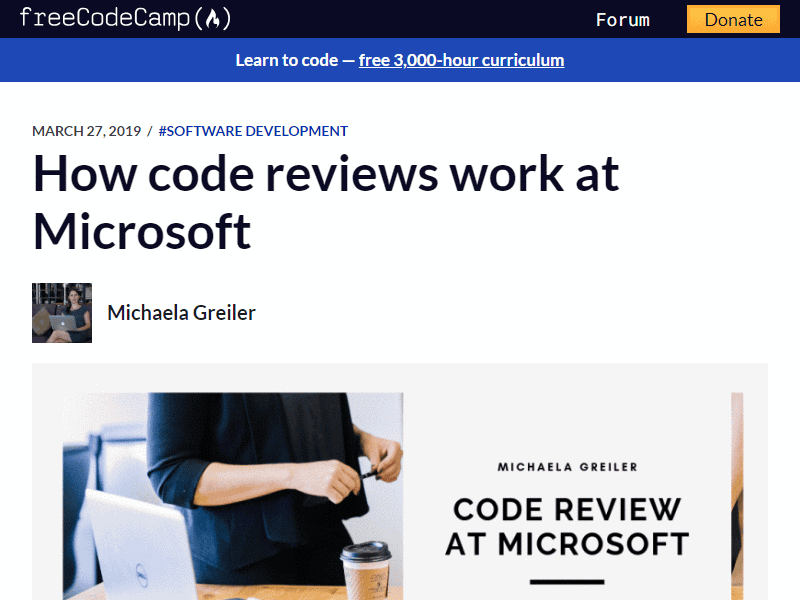 freeCodeCamp(🔥)
Forum
Donate
Learn to code — free 3,000-hour curriculum
MARCH 27, 2019 / #SOFTWARE DEVELOPMENT
How code reviews work at
Microsoft
Michaela Greiler
MICHAELA GREILER
CODE REVIEW
AT MICROSOFT
DELL